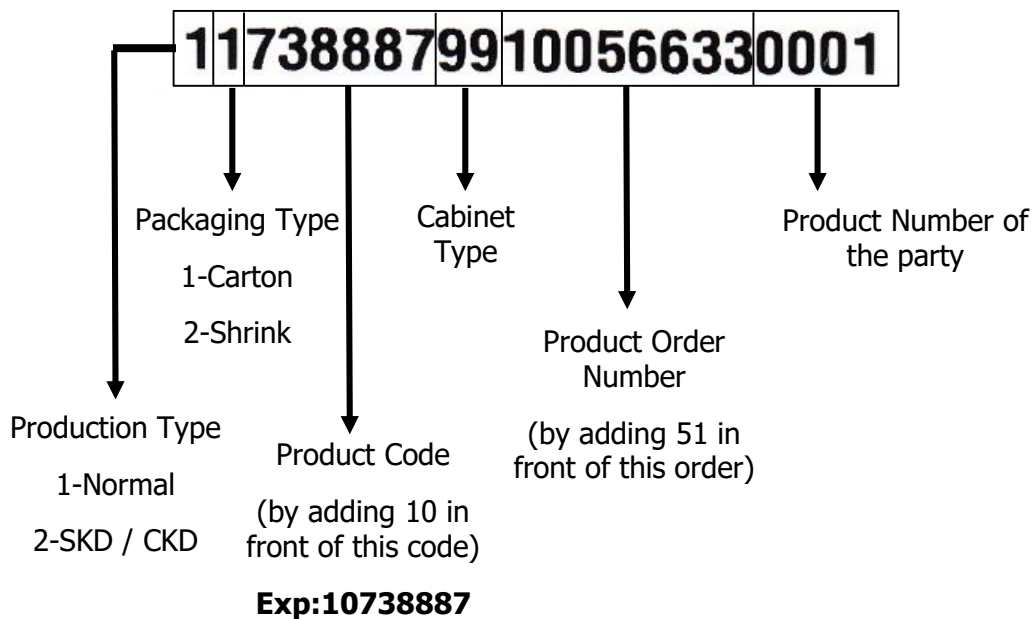 1173888799100566330001
Packaging Type
1-Carton
2-Shrink
Cabinet
Type
Product Number of
the party
Product Order
Number
(by adding 51 in
front of this order)
Production Type
1-Normal
2-SKD / CKD
Product Code
(by adding 10 in
front of this code)
Exp:10738887